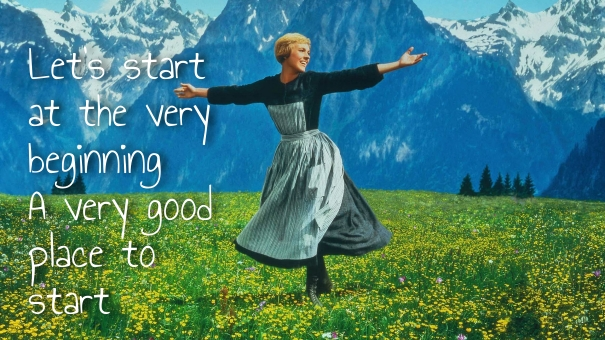 Let's start
at the very
beginning
A very good
place to
start